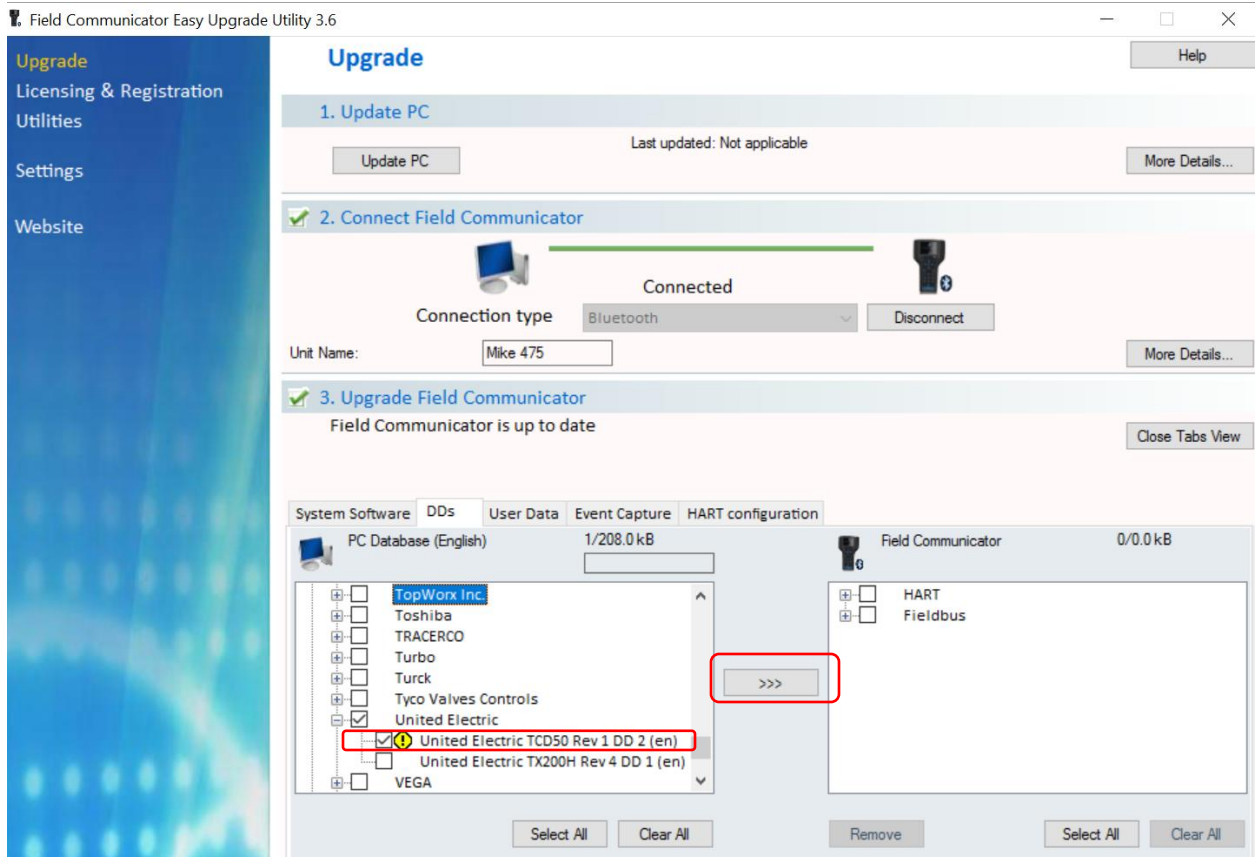 Field Communicator Easy Upgrade Utility 3.6
Upgrade
Licensing & Registration
Utilities
Settings
Website
Upgrade
Help
1. Update PC
Update PC
Last updated: Not applicable
More Details...
2. Connect Field Communicator
Connected
Connection type
Bluetooth
Disconnect
Unit Name:
Mike 475
More Details...
3. Upgrade Field Communicator
Field Communicator is up to date
Close Tabs View
System Software DDs User Data Event Capture HART configuration
PC Database (English) 1/208.0 kB
TopWorx Inc.
Toshiba
TRACERCO
Turbo
Turck
Tyco Valves Controls
United Electric
United Electric TCD50 Rev 1 DD 2 (en)
United Electric TX200H Rev 4 DD 1 (en)
VEGA
Select All Clear All
>>>
Field Communicator 0/0.0 kB
HART
Fieldbus
Remove Select All Clear All